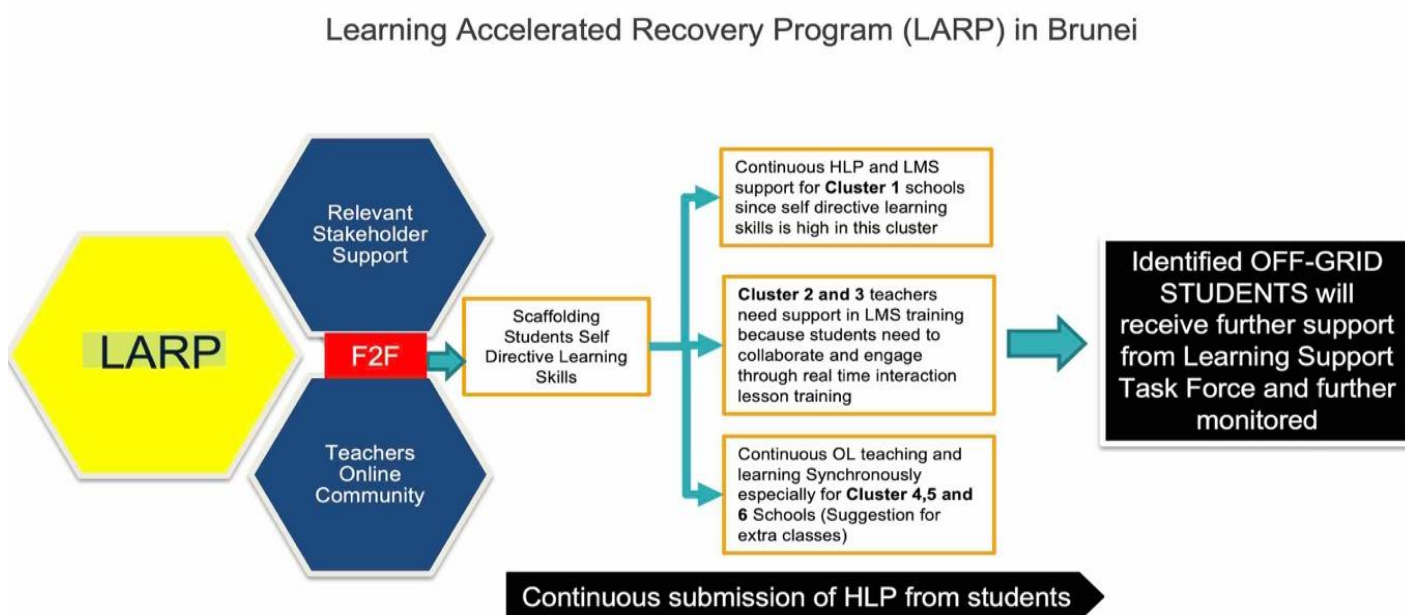 Learning Accelerated Recovery Program (LARP) in Brunei
LARP
Relevant
Stakeholder
Support
F2F
Teachers
Online
Community
Scaffolding
Students Self
Directive Learning
Skills
Continuous HLP and LMS
support for Cluster 1 schools
since self directive learning
skills is high in this cluster
Cluster 2 and 3 teachers
need support in LMS training
because students need to
collaborate and engage
through real time interaction
lesson training
Continuous OL teaching and
learning Synchronously
especially for Cluster 4,5 and
6 Schools (Suggestion for
extra classes)
Identified OFF-GRID
STUDENTS will
receive further support
from Learning Support
Task Force and further
monitored
Continuous submission of HLP from students